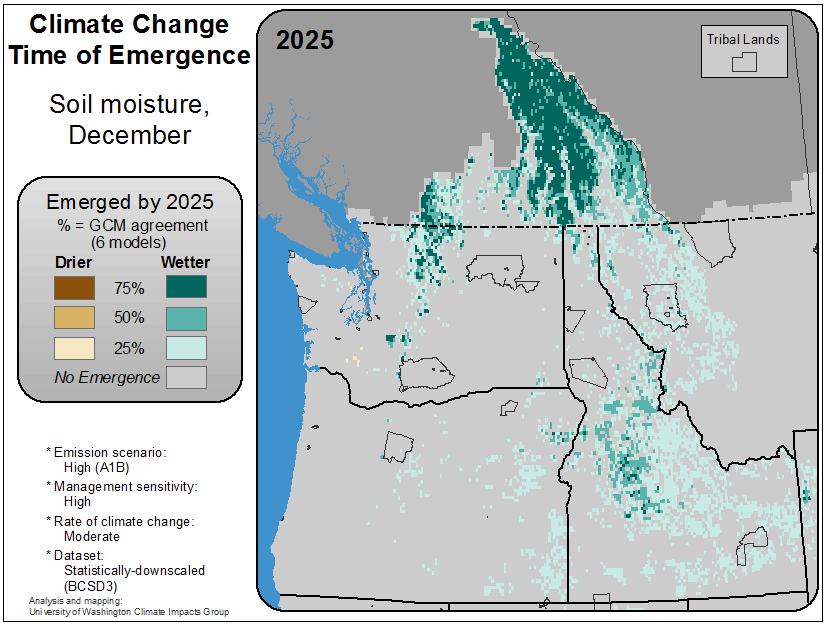 Climate Change
Time of Emergence
Soil moisture,
December
Emerged by 2025
% = GCM agreement
(6 models)
Drier Wetter
75%
50%
25%
No Emergence
* Emission scenario:
High (A1B)
* Management sensitivity:
High
* Rate of climate change:
Moderate
* Dataset:
Statistically-downscaled
(BCSD3)
Analysis and mapping:
University of Washington Climate Impacts Group
2025
Tribal Lands